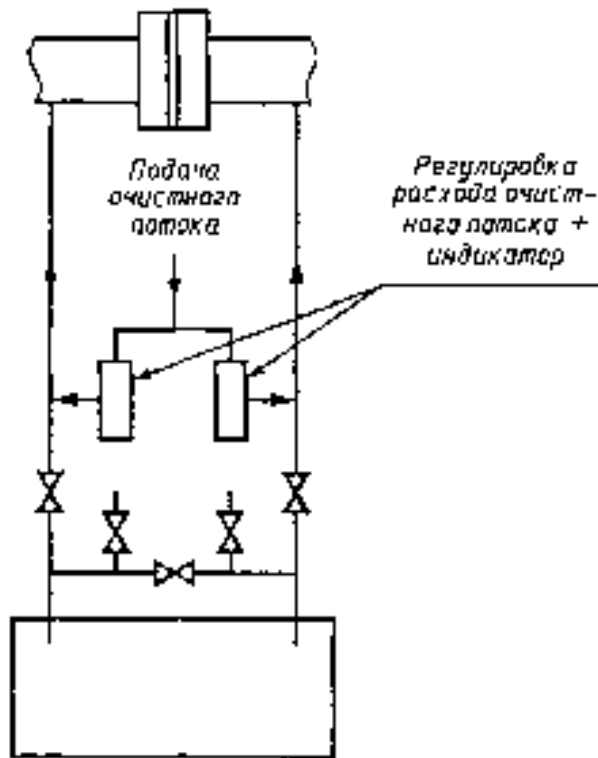 Подача
очистного
потока
Регулировка
расхода очист-
ного потока +
индикатор